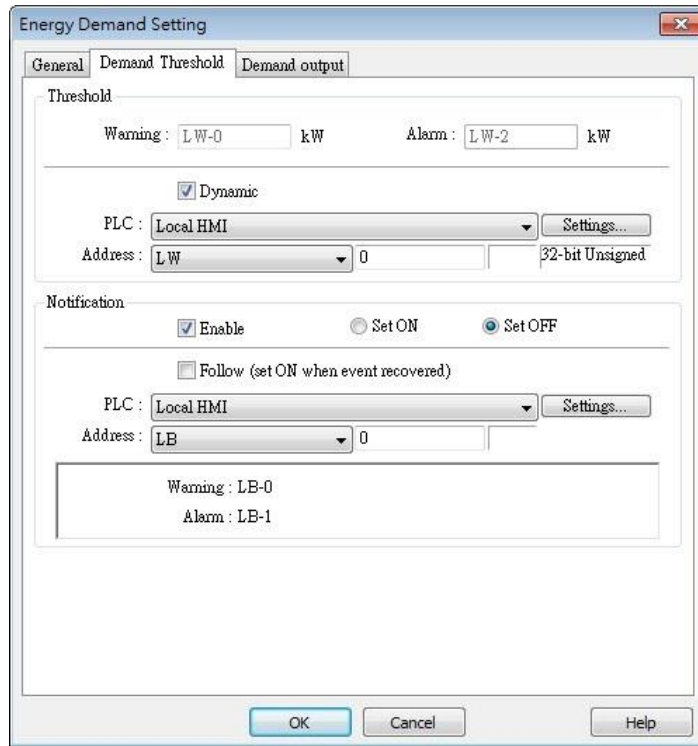 Energy Demand Setting
General Demand Threshold Demand output
Threshold
Warning : LW-0 kW Alarm : LW-2 kW
Dynamic
PLC : Local HMI Settings...
Address : LW 0 32-bit Unsigned
Notification
Enable Set ON Set OFF
Follow (set ON when event recovered)
PLC : Local HMI Settings...
Address : LB 0
Warning : LB-0
Alarm : LB-1
OK Cancel Help